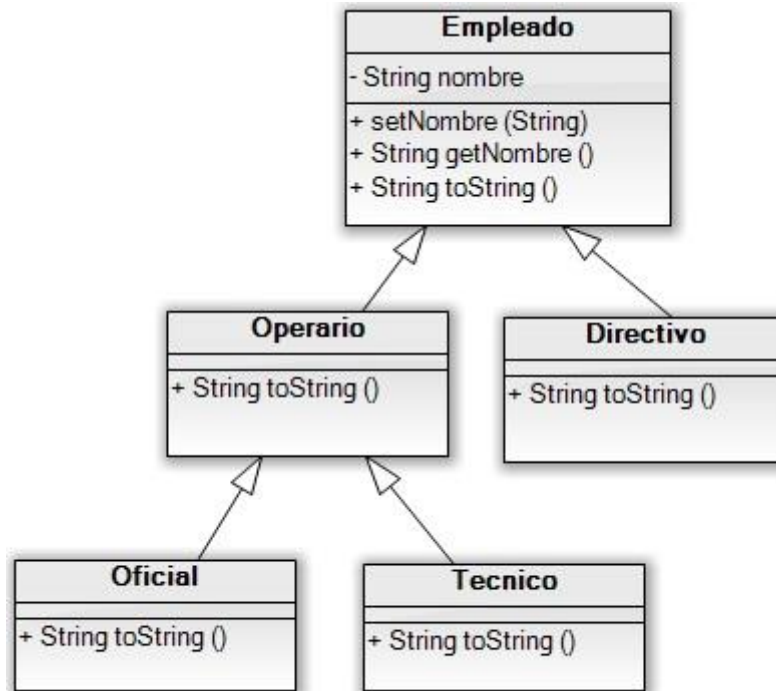 Empleado
- String nombre
+ setNombre (String)
+ String getNombre ()
+ String toString ()
Operario
+ String toString ()
Directivo
+ String toString ()
Oficial
+ String toString ()
Tecnico
+ String toString ()